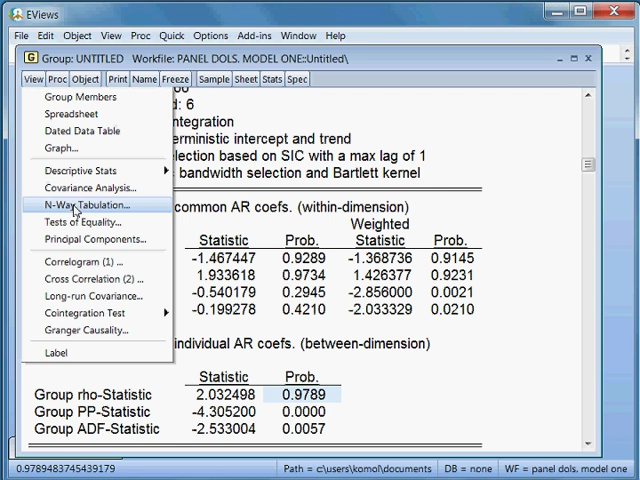 EViews
File Edit Object View Proc Quick Options Add-ins Window Help
G Group: UNTITLED Workfile: PANEL DOLS. MODEL ONE::Untitled\
View Proc Object Print Name Freeze Sample Sheet Stats Spec
Group Members
Spreadsheet
Dated Data Table
Graph...
Descriptive Stats
Covariance Analysis...
N-Way Tabulation...
Tests of Equality...
Principal Components...
Correlogram (1) ...
Cross Correlation (2) ...
Long-run Covariance...
Cointegration Test
Granger Causality...
Label
d: 6
ntegration
erministic intercept and trend
election based on SIC with a max lag of 1
bandwidth selection and Bartlett kernel
common AR coefs. (within-dimension)
Weighted
Statistic Prob. Statistic Prob.
-1.467447 0.9289 -1.368736 0.9145
1.933618 0.9734 1.426377 0.9231
-0.540179 0.2945 -2.856000 0.0021
-0.199278 0.4210 -2.033329 0.0210
individual AR coefs. (between-dimension)
Statistic Prob.
Group rho-Statistic 2.032498 0.9789
Group PP-Statistic -4.305200 0.0000
Group ADF-Statistic -2.533004 0.0057
0.9789483745439179 Path = c:\users\komol\documents DB = none WF = panel dols, model one